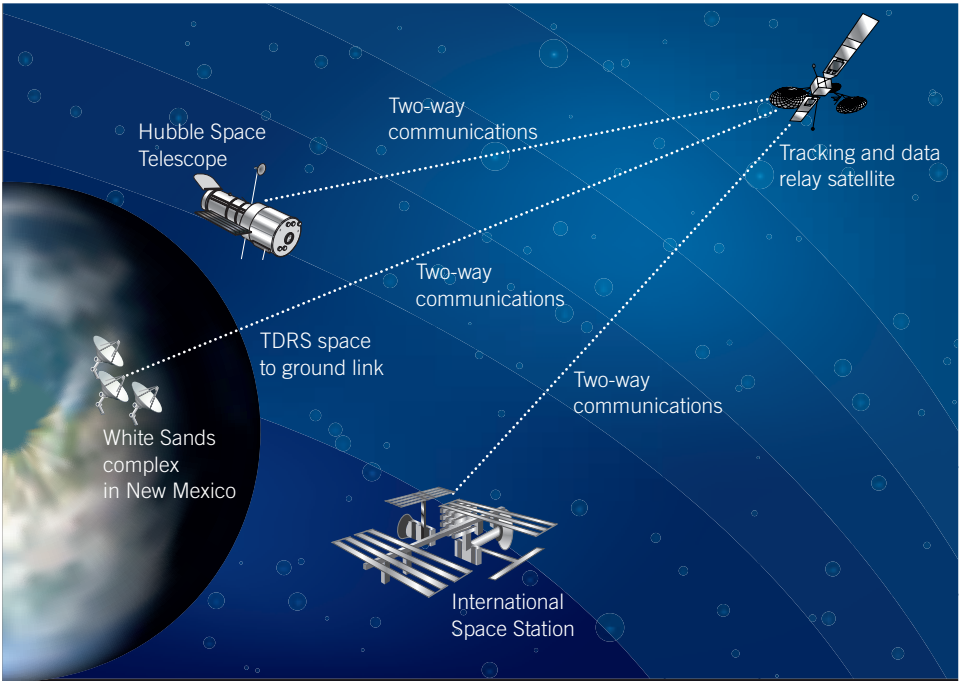 Two-way
communications
Hubble Space
Telescope
Tracking and data
relay satellite
Two-way
communications
TDRS space
to ground link
Two-way
communications
White Sands
complex
in New Mexico
International
Space Station